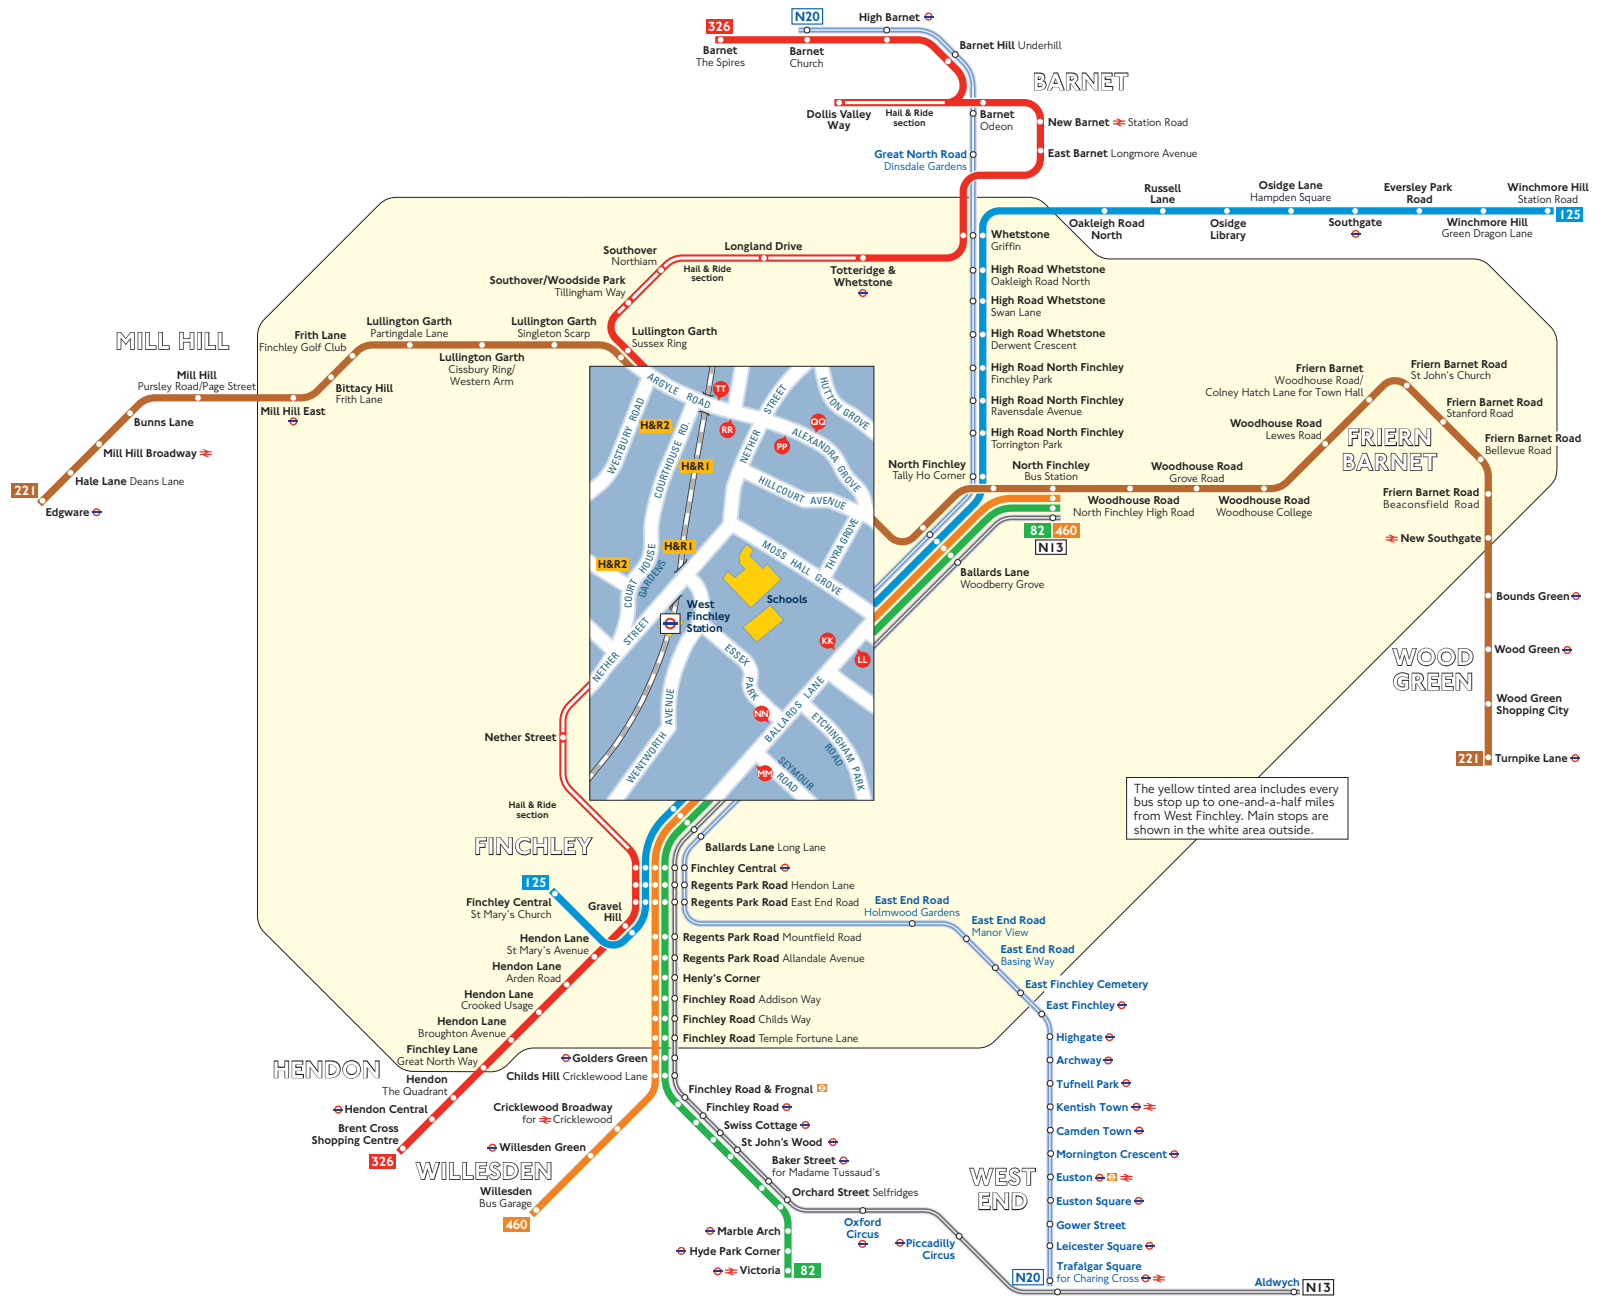 326
N20
High Barnet
Barnet
The Spires
Barnet
Church
Barnet Hill Underhill
BARNET
Dollis Valley
Way
Hail & Ride
section
Barnet
Odeon
New Barnet Station Road
East Barnet Longmore Avenue
Great North Road
Dinsdale Gardens
Russell
Lane
Osidge Lane
Hampden Square
Eversley Park
Road
Winchmore Hill
Station Road
125
Oakleigh Road
North
Osidge
Library
Southgate
Winchmore Hill
Green Dragon Lane
Whetstone
Griffin
Southover
Northiam
Longland Drive
Hail & Ride
section
Totteridge &
Whetstone
High Road Whetstone
Oakleigh Road North
Southover/Woodside Park
Tillingham Way
High Road Whetstone
Swan Lane
MILL HILL
Frith Lane
Finchley Golf Club
Lullington Garth
Partingdale Lane
Lullington Garth
Singleton Scarp
Lullington Garth
Sussex Ring
High Road Whetstone
Derwent Crescent
Lullington Garth
Cissbury Ring/
Western Arm
Mill Hill
Pursley Road/Page Street
Bittacy Hill
Frith Lane
Mill Hill East
Bunns Lane
Mill Hill Broadway
Hale Lane Deans Lane
221
Edgware
High Road North Finchley
Finchley Park
High Road North Finchley
Ravensdale Avenue
High Road North Finchley
Torrington Park
North Finchley
Tally Ho Corner
North Finchley
Bus Station
Woodhouse Road
North Finchley High Road
Woodhouse Road
Grove Road
Woodhouse Road
Woodhouse College
Woodhouse Road
Lewes Road
Friern Barnet
Woodhouse Road/
Colney Hatch Lane for Town Hall
Friern Barnet Road
St John's Church
Friern Barnet Road
Stanford Road
FRIERN
BARNET
Friern Barnet Road
Bellevue Road
Friern Barnet Road
Beaconsfield Road
New Southgate
Bounds Green
Wood Green
WOOD
GREEN
Wood Green
Shopping City
221
Turnpike Lane
82
460
N13
Ballards Lane
Woodberry Grove
ARGYLE ROAD
TT
RR
PP
QQ
HUTTON GROVE
NETHER STREET
WESTBURY ROAD
H&R2
COURTHOUSE RD.
H&R1
ALEXANDRA GROVE
HILLCOURT AVENUE
THYRA GROVE
H&R1
H&R2
COURT HOUSE
GARDENS
MOSS HALL GROVE
Schools
West
Finchley
Station
NETHER STREET
ESSEX PARK
KK
LL
NN
BALLARDS LANE
WENTWORTH AVENUE
ETCHINGHAM PARK
ROAD
MM
SEYMOUR
ROAD
Nether Street
Hail & Ride
section
The yellow tinted area includes every
bus stop up to one-and-a-half miles
from West Finchley. Main stops are
shown in the white area outside.
FINCHLEY
Ballards Lane Long Lane
Finchley Central
Regents Park Road Hendon Lane
Regents Park Road East End Road
125
Finchley Central
St Mary's Church
Gravel
Hill
Hendon Lane
St Mary's Avenue
Hendon Lane
Arden Road
Hendon Lane
Crooked Usage
Hendon Lane
Broughton Avenue
Finchley Lane
Great North Way
HENDON
Hendon
The Quadrant
Hendon Central
Brent Cross
Shopping Centre
326
Regents Park Road Mountfield Road
Regents Park Road Allandale Avenue
Henly's Corner
Finchley Road Addison Way
Finchley Road Childs Way
Finchley Road Temple Fortune Lane
Golders Green
Childs Hill Cricklewood Lane
Cricklewood Broadway
for Cricklewood
Willesden Green
WILLESDEN
Willesden
Bus Garage
460
Finchley Road & Frognal
Finchley Road
Swiss Cottage
St John's Wood
Baker Street
for Madame Tussaud's
Orchard Street Selfridges
Marble Arch
Hyde Park Corner
Victoria
82
Oxford
Circus
Piccadilly
Circus
East End Road
Holmwood Gardens
East End Road
Manor View
East End Road
Basing Way
East Finchley Cemetery
East Finchley
Highgate
Archway
Tufnell Park
Kentish Town
Camden Town
Mornington Crescent
WEST
END
Euston
Euston Square
Gower Street
Leicester Square
N20
Trafalgar Square
for Charing Cross
Aldwych
N13